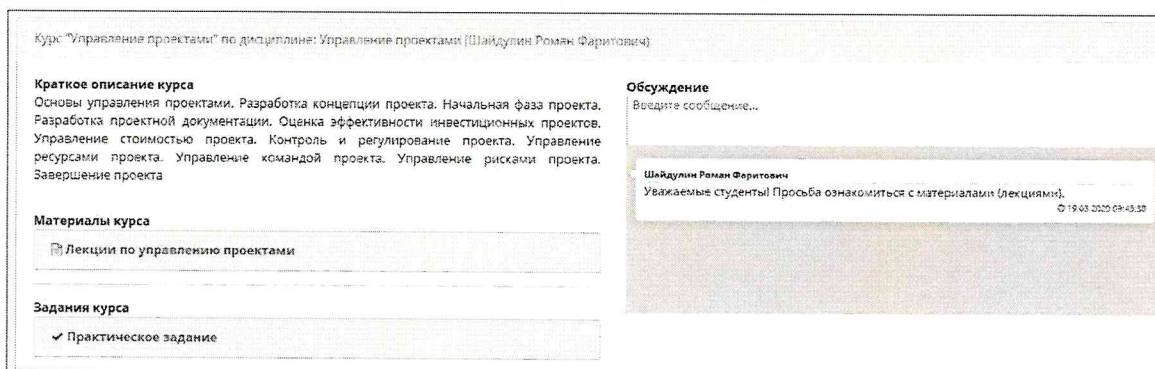 Курс "Управление проектами" по дисциплине: Управление проектами (Шайдулин Роман Фаритович)
Краткое описание курса
Основы управления проектами. Разработка концепции проекта. Начальная фаза проекта.
Разработка проектной документации. Оценка эффективности инвестиционных проектов.
Управление стоимостью проекта. Контроль и регулирование проекта. Управление
ресурсами проекта. Управление командой проекта. Управление рисками проекта.
Завершение проекта
Материалы курса
Лекции по управлению проектами
Задания курса
Практическое задание
Обсуждение
Введите сообщение...
Шайдулин Роман Фаритович
Уважаемые студенты! Просьба ознакомиться с материалами (лекциями).
19.03.2020